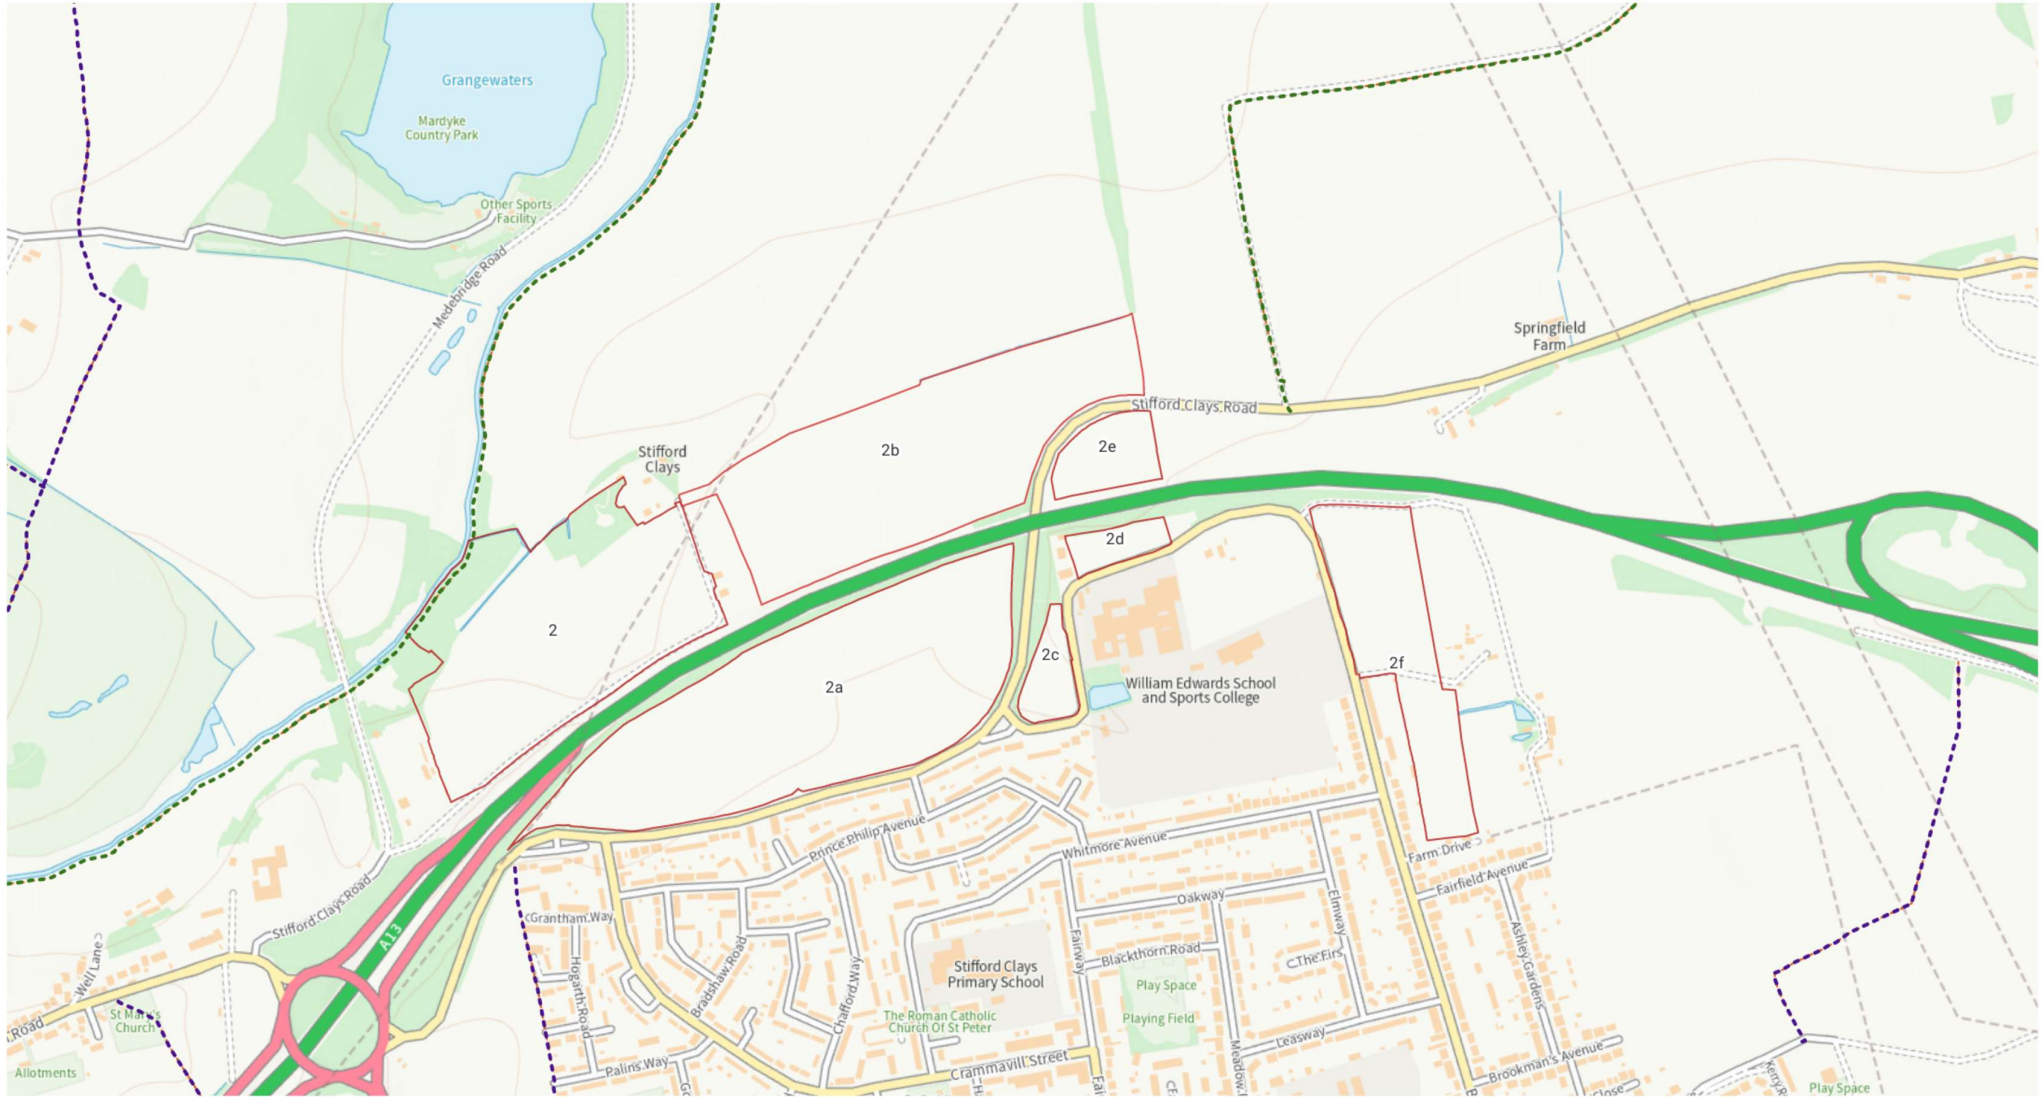 Grangewaters
Mardyke
Country Park
Other Sports
Facility
Medebridge Road
Springfield
Farm
Stifford Clays Road
Stifford
Clays
2b
2e
2d
2
2c
2a
2f
William Edwards School
and Sports College
Prince Philip Avenue
Whitmore Avenue
Farm Drive
Fairfield Avenue
Stifford Clays Road
A13
Grantham Way
Oakway
Elmway
Well Lane
Hogarth Road
Bradshaw Road
Chafford Way
Fairway
Blackthorn Road
The Firs
Ashley Gardens
Stifford Clays
Primary School
Play Space
Playing Field
St Mary's
Church
Road
The Roman Catholic
Church Of St Peter
Leasway
Meadow
Allotments
Palins Way
Crammavill Street
Brookman's Avenue
Play Space
Close